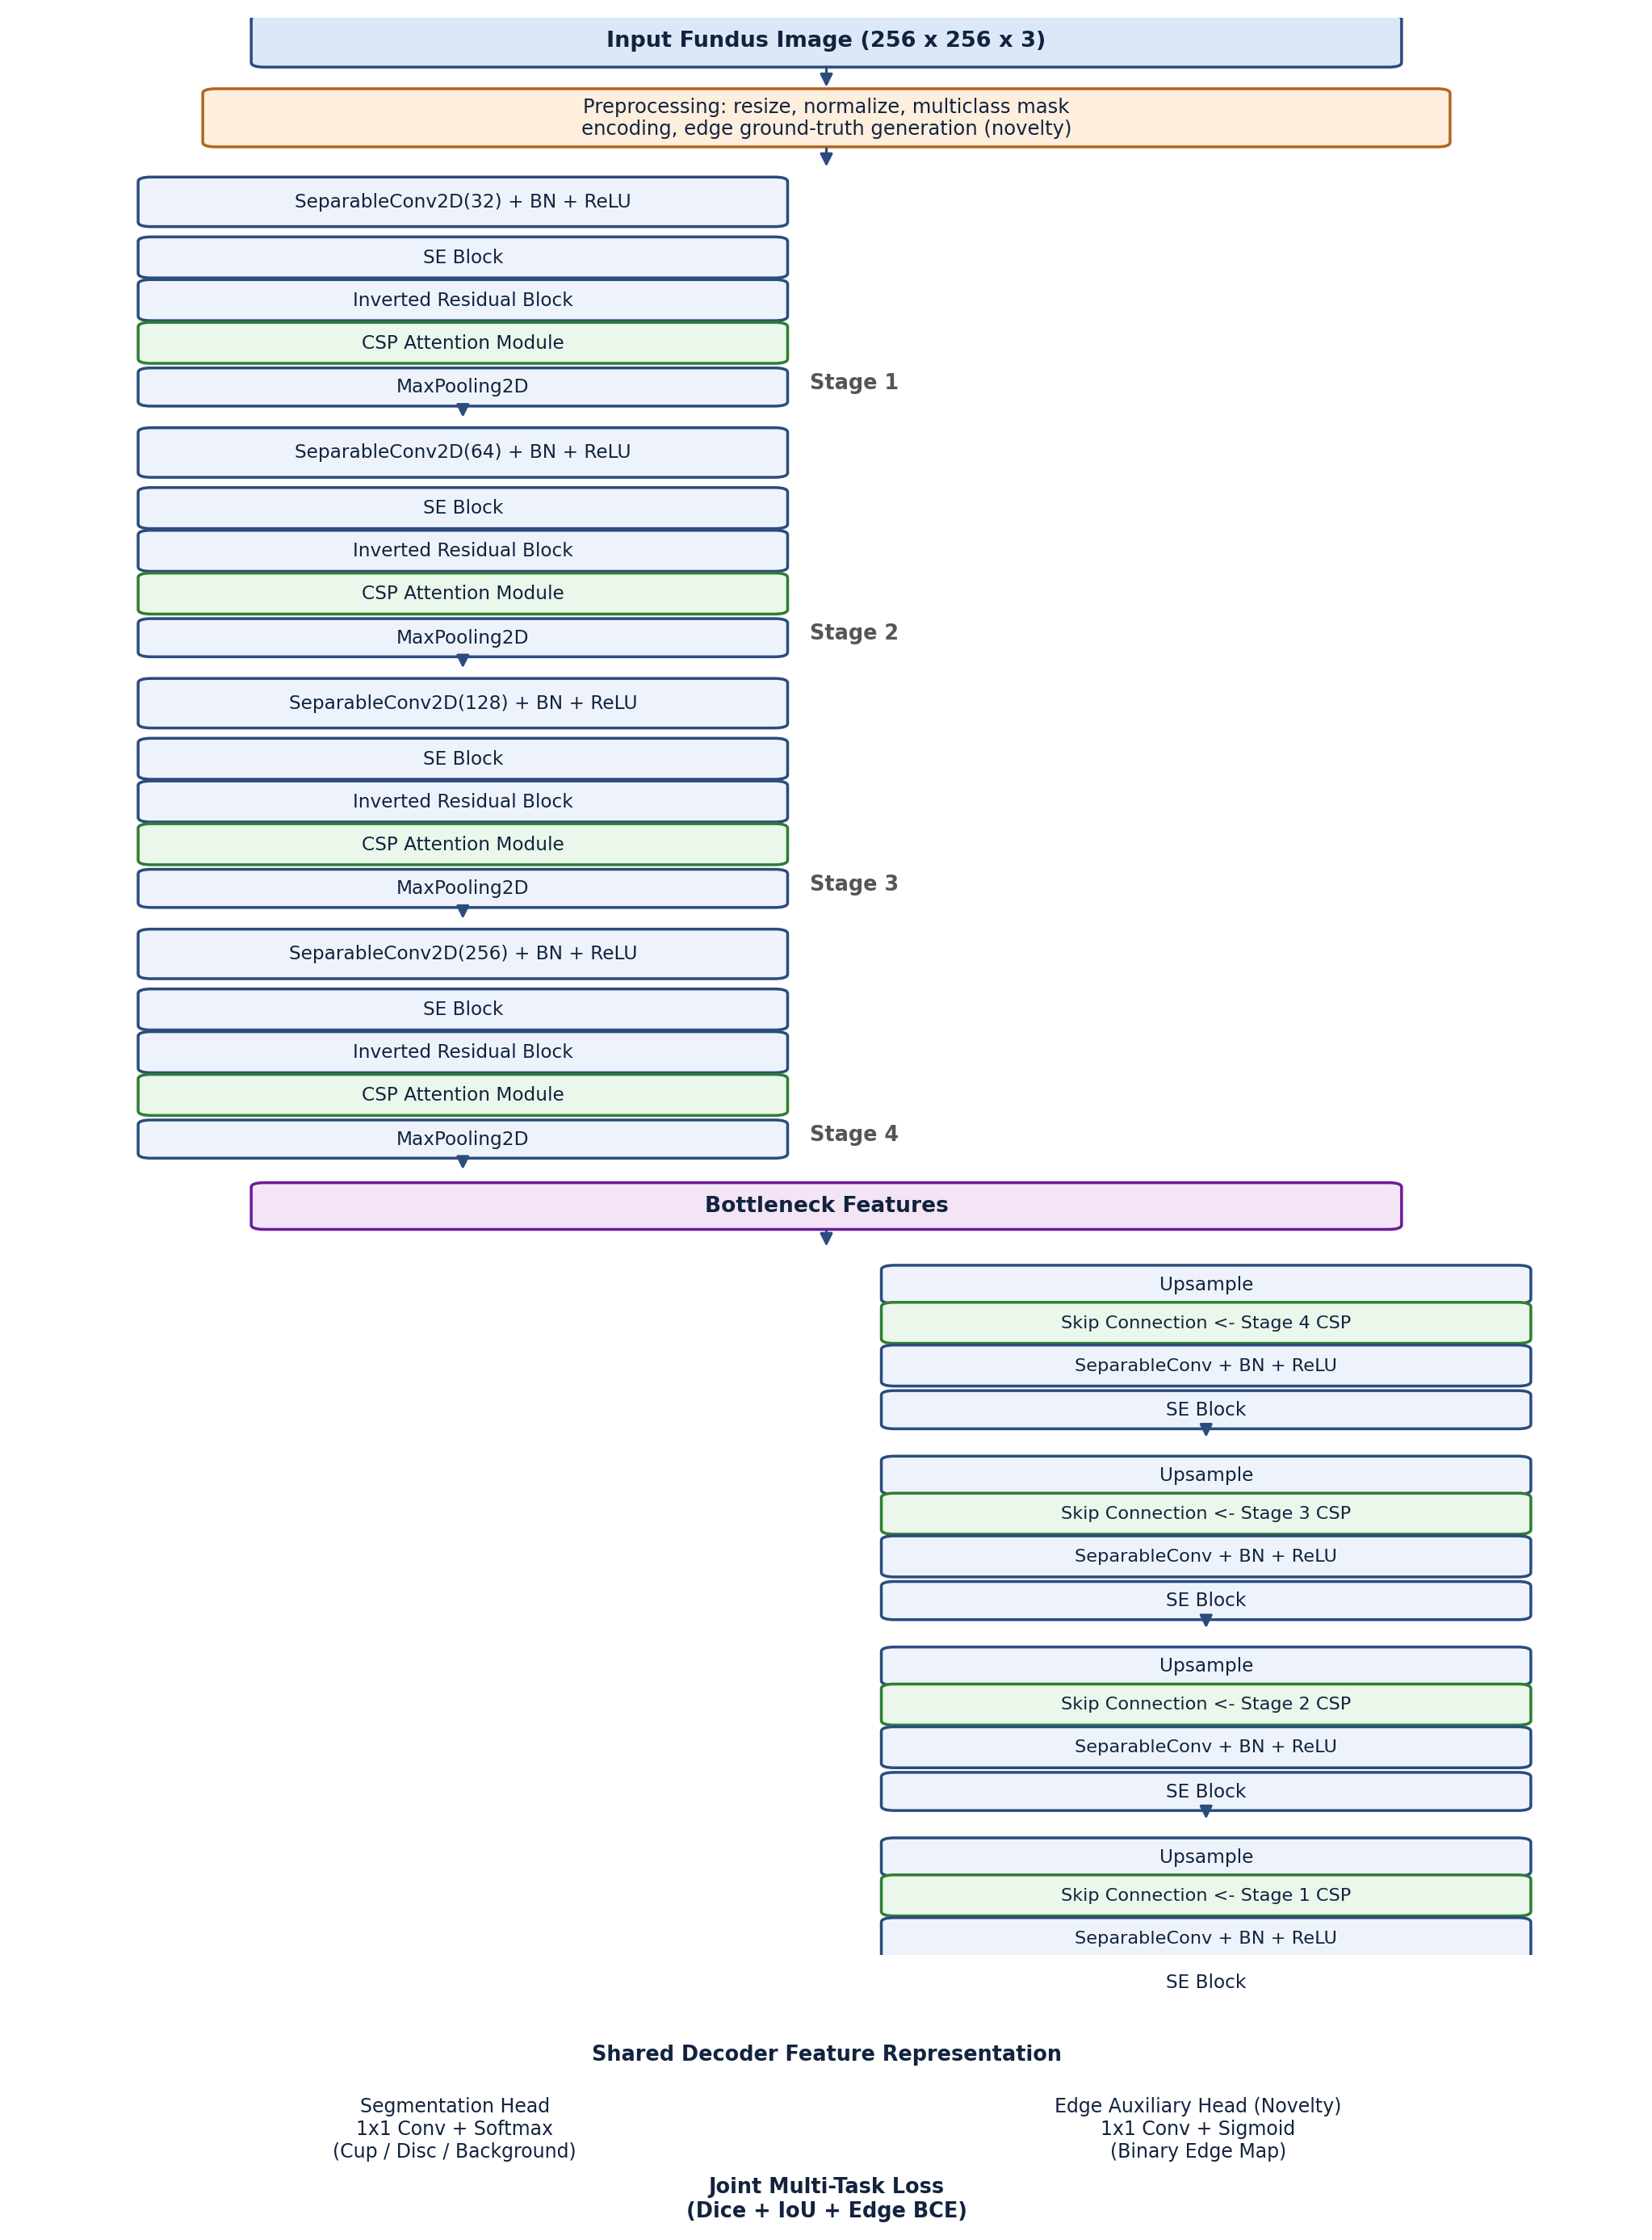 Input Fundus Image (256 x 256 x 3)
Preprocessing: resize, normalize, multiclass mask
encoding, edge ground-truth generation (novelty)
SeparableConv2D(32) + BN + ReLU
SE Block
Inverted Residual Block
CSP Attention Module
MaxPooling2D
Stage 1
SeparableConv2D(64) + BN + ReLU
SE Block
Inverted Residual Block
CSP Attention Module
MaxPooling2D
Stage 2
SeparableConv2D(128) + BN + ReLU
SE Block
Inverted Residual Block
CSP Attention Module
MaxPooling2D
Stage 3
SeparableConv2D(256) + BN + ReLU
SE Block
Inverted Residual Block
CSP Attention Module
MaxPooling2D
Stage 4
Bottleneck Features
Upsample
Skip Connection <- Stage 4 CSP
SeparableConv + BN + ReLU
SE Block
Upsample
Skip Connection <- Stage 3 CSP
SeparableConv + BN + ReLU
SE Block
Upsample
Skip Connection <- Stage 2 CSP
SeparableConv + BN + ReLU
SE Block
Upsample
Skip Connection <- Stage 1 CSP
SeparableConv + BN + ReLU
SE Block
Shared Decoder Feature Representation
Segmentation Head
1x1 Conv + Softmax
(Cup / Disc / Background)
Edge Auxiliary Head (Novelty)
1x1 Conv + Sigmoid
(Binary Edge Map)
Joint Multi-Task Loss
(Dice + IoU + Edge BCE)